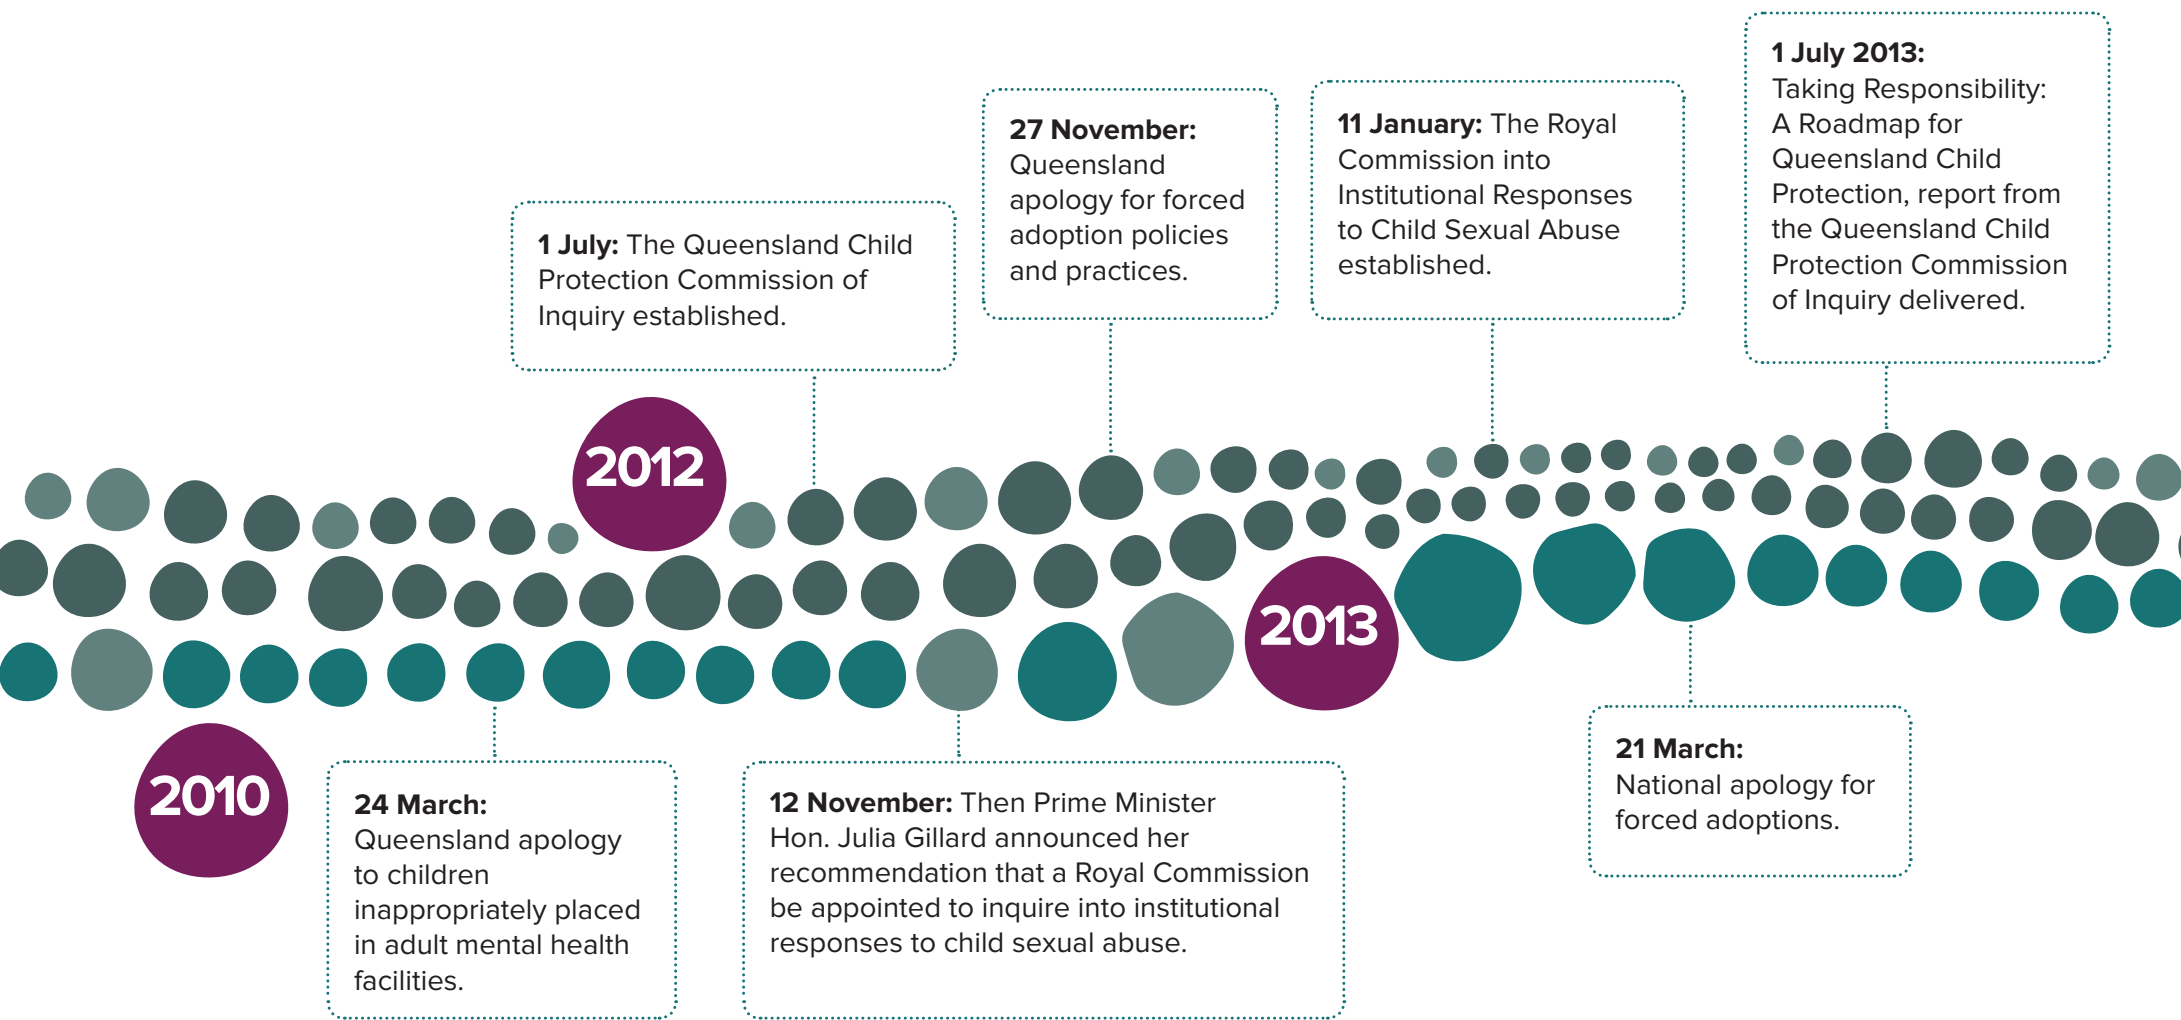 2010
24 March:
Queensland apology
to children
inappropriately placed
in adult mental health
facilities.
2012
1 July: The Queensland Child
Protection Commission of
Inquiry established.
12 November: Then Prime Minister
Hon. Julia Gillard announced her
recommendation that a Royal Commission
be appointed to inquire into institutional
responses to child sexual abuse.
27 November:
Queensland
apology for forced
adoption policies
and practices.
2013
11 January: The Royal
Commission into
Institutional Responses
to Child Sexual Abuse
established.
21 March:
National apology for
forced adoptions.
1 July 2013:
Taking Responsibility:
A Roadmap for
Queensland Child
Protection, report from
the Queensland Child
Protection Commission
of Inquiry delivered.